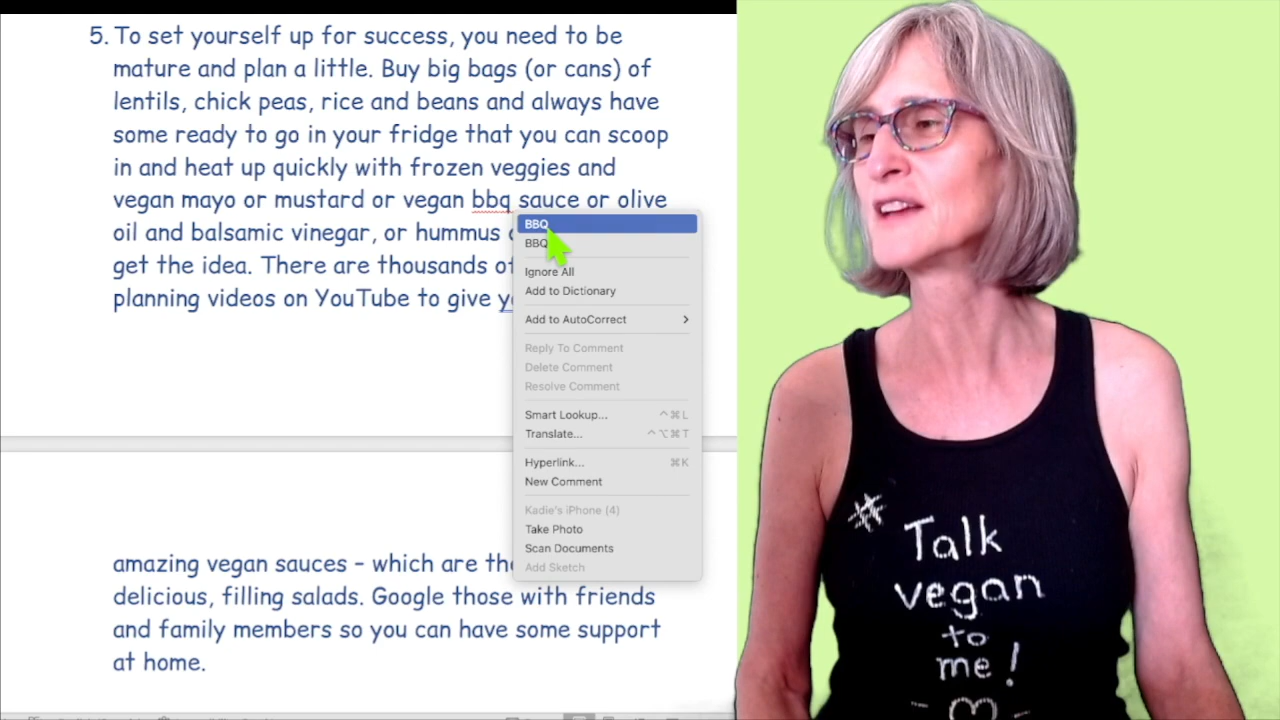 5. To set yourself up for success, you need to be
mature and plan a little. Buy big bags (or cans) of
lentils, chick peas, rice and beans and always have
some ready to go in your fridge that you can scoop
in and heat up quickly with frozen veggies and
vegan mayo or mustard or vegan bbq sauce or olive
oil and balsamic vinegar, or hummus
get the idea. There are thousands of
planning videos on YouTube to give
BBQ
BBQ
Ignore All
Add to Dictionary
Add to AutoCorrect
Reply To Comment
Delete Comment
Resolve Comment
Smart Lookup... ^⌘L
Translate... ^⌥⌘T
Hyperlink... ⌘K
New Comment
Kadie's iPhone (4)
Take Photo
Scan Documents
Add Sketch
amazing vegan sauces – which are
delicious, filling salads. Google those with friends
and family members so you can have some support
at home.
# Talk
vegan
to
me!